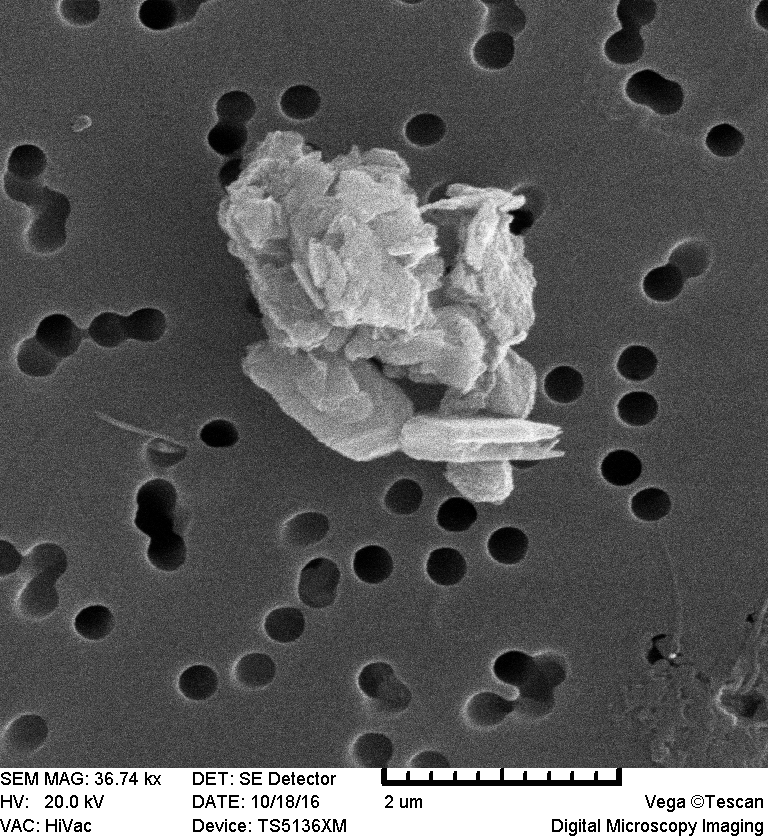 SEM MAG: 36.74 kx DET: SE Detector
HV: 20.0 kV DATE: 10/18/16 2 um Vega ©Tescan
VAC: HiVac Device: TS5136XM Digital Microscopy Imaging